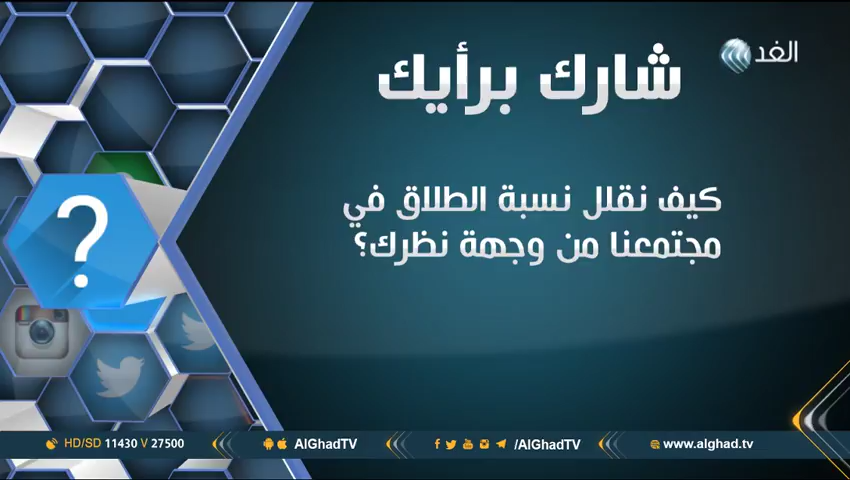 الغد
شارك برأيك
كيف نقلل نسبة الطلاق في
مجتمعنا من وجهة نظرك؟
?
HD/SD 11430 V 27500
AlGhadTV
/AlGhadTV
www.alghad.tv